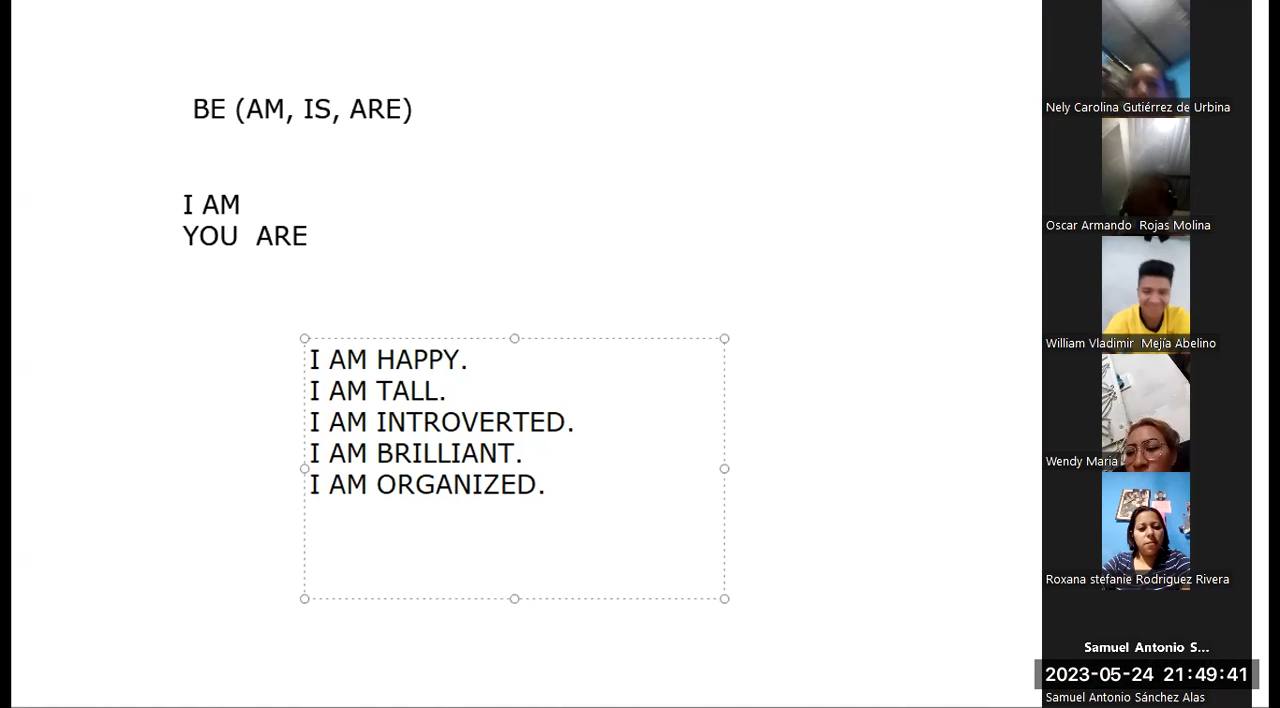 BE (AM, IS, ARE)
I AM
YOU  ARE
I AM HAPPY.
I AM TALL.
I AM INTROVERTED.
I AM BRILLIANT.
I AM ORGANIZED.
Nely Carolina Gutiérrez de Urbina
Oscar Armando  Rojas Molina
William Vladimir  Mejía Abelino
Wendy Maria
Roxana stefanie Rodriguez Rivera
Samuel Antonio S...
2023-05-24 21:49:41
Samuel Antonio Sánchez Alas